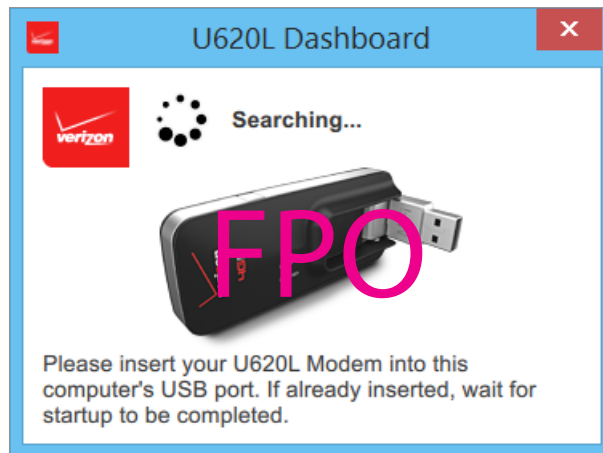 U620L Dashboard
verizon
Searching...
FPO
Please insert your U620L Modem into this
computer's USB port. If already inserted, wait for
startup to be completed.